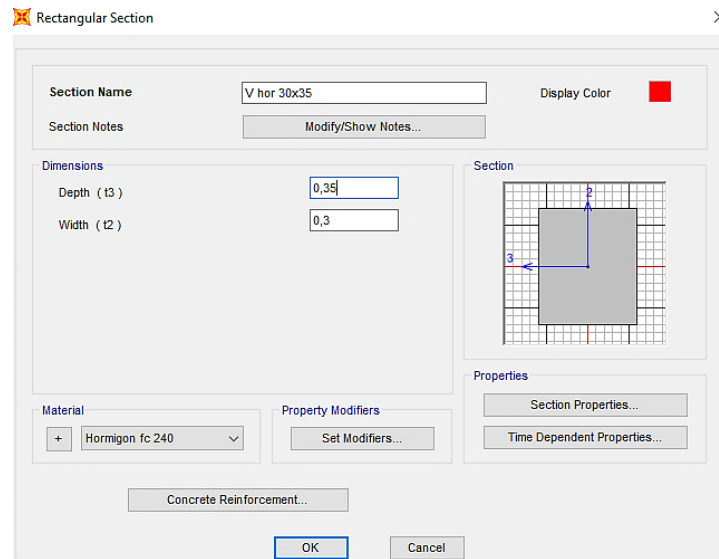 Rectangular Section
Section Name V hor 30x35 Display Color
Section Notes Modify/Show Notes...
Dimensions Section
Depth ( t3 ) 0,35
Width ( t2 ) 0,3
2
3
Properties
Section Properties...
Material Property Modifiers
+ Hormigon fc 240 Set Modifiers... Time Dependent Properties...
Concrete Reinforcement...
OK Cancel